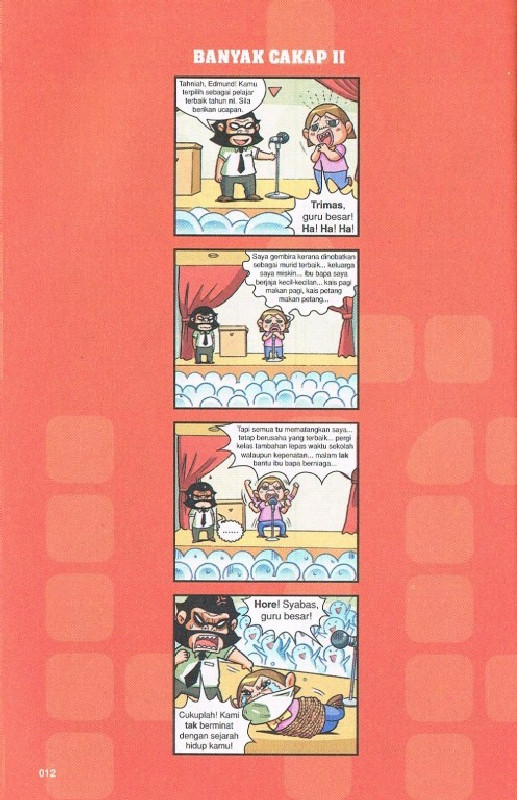 BANYAK CAKAP II
Tahniah, Edmund! Kamu
terpilih sebagai pelajar
terbaik tahun ni. Sila
berikan ucapan.
Trimas,
guru besar!
Ha! Ha! Ha!
Saya gembira kerana dinobatkan
sebagai murid terbaik... keluarga
saya miskin... ibu bapa saya
berjaja kecil-kecilan... kais pagi
makan pagi, kais petang
makan petang...
Tapi semua itu mematangkan saya...
tetap berusaha yang terbaik... pergi
kelas tambahan lepas waktu sekolah
walaupun kepenatan... malam tak
bantu ibu bapa berniaga...
......
Hore!! Syabas,
guru besar!
Cukuplah! Kami
tak berminat
dengan sejarah
hidup kamu!
012